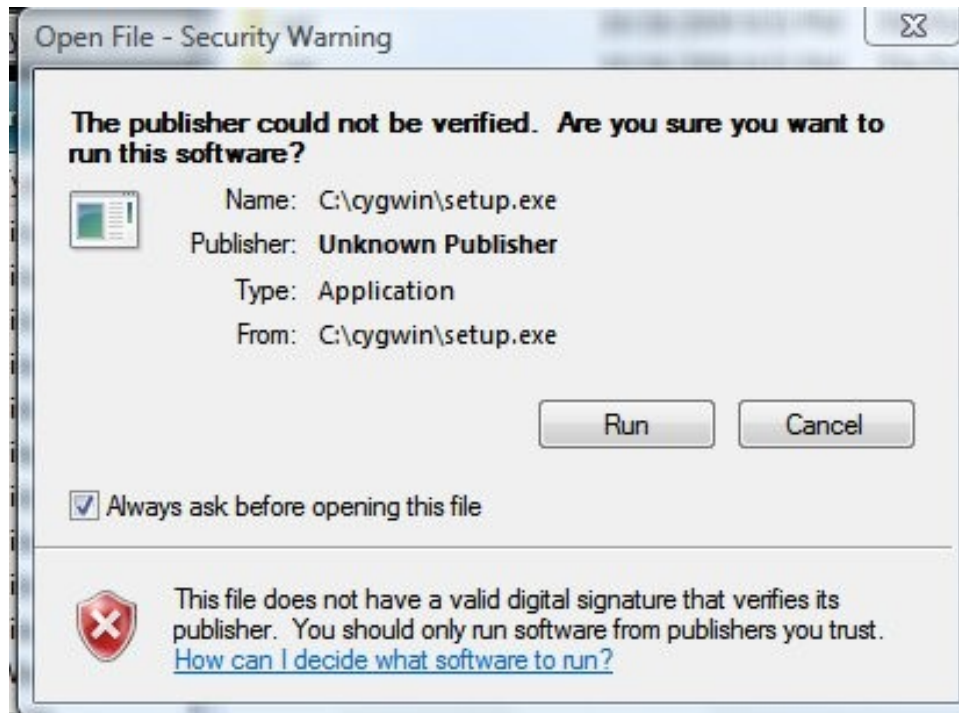 Open File - Security Warning
The publisher could not be verified.  Are you sure you want to
run this software?
Name: C:\cygwin\setup.exe
Publisher: Unknown Publisher
Type: Application
From: C:\cygwin\setup.exe
Run Cancel
Always ask before opening this file
This file does not have a valid digital signature that verifies its
publisher.  You should only run software from publishers you trust.
How can I decide what software to run?